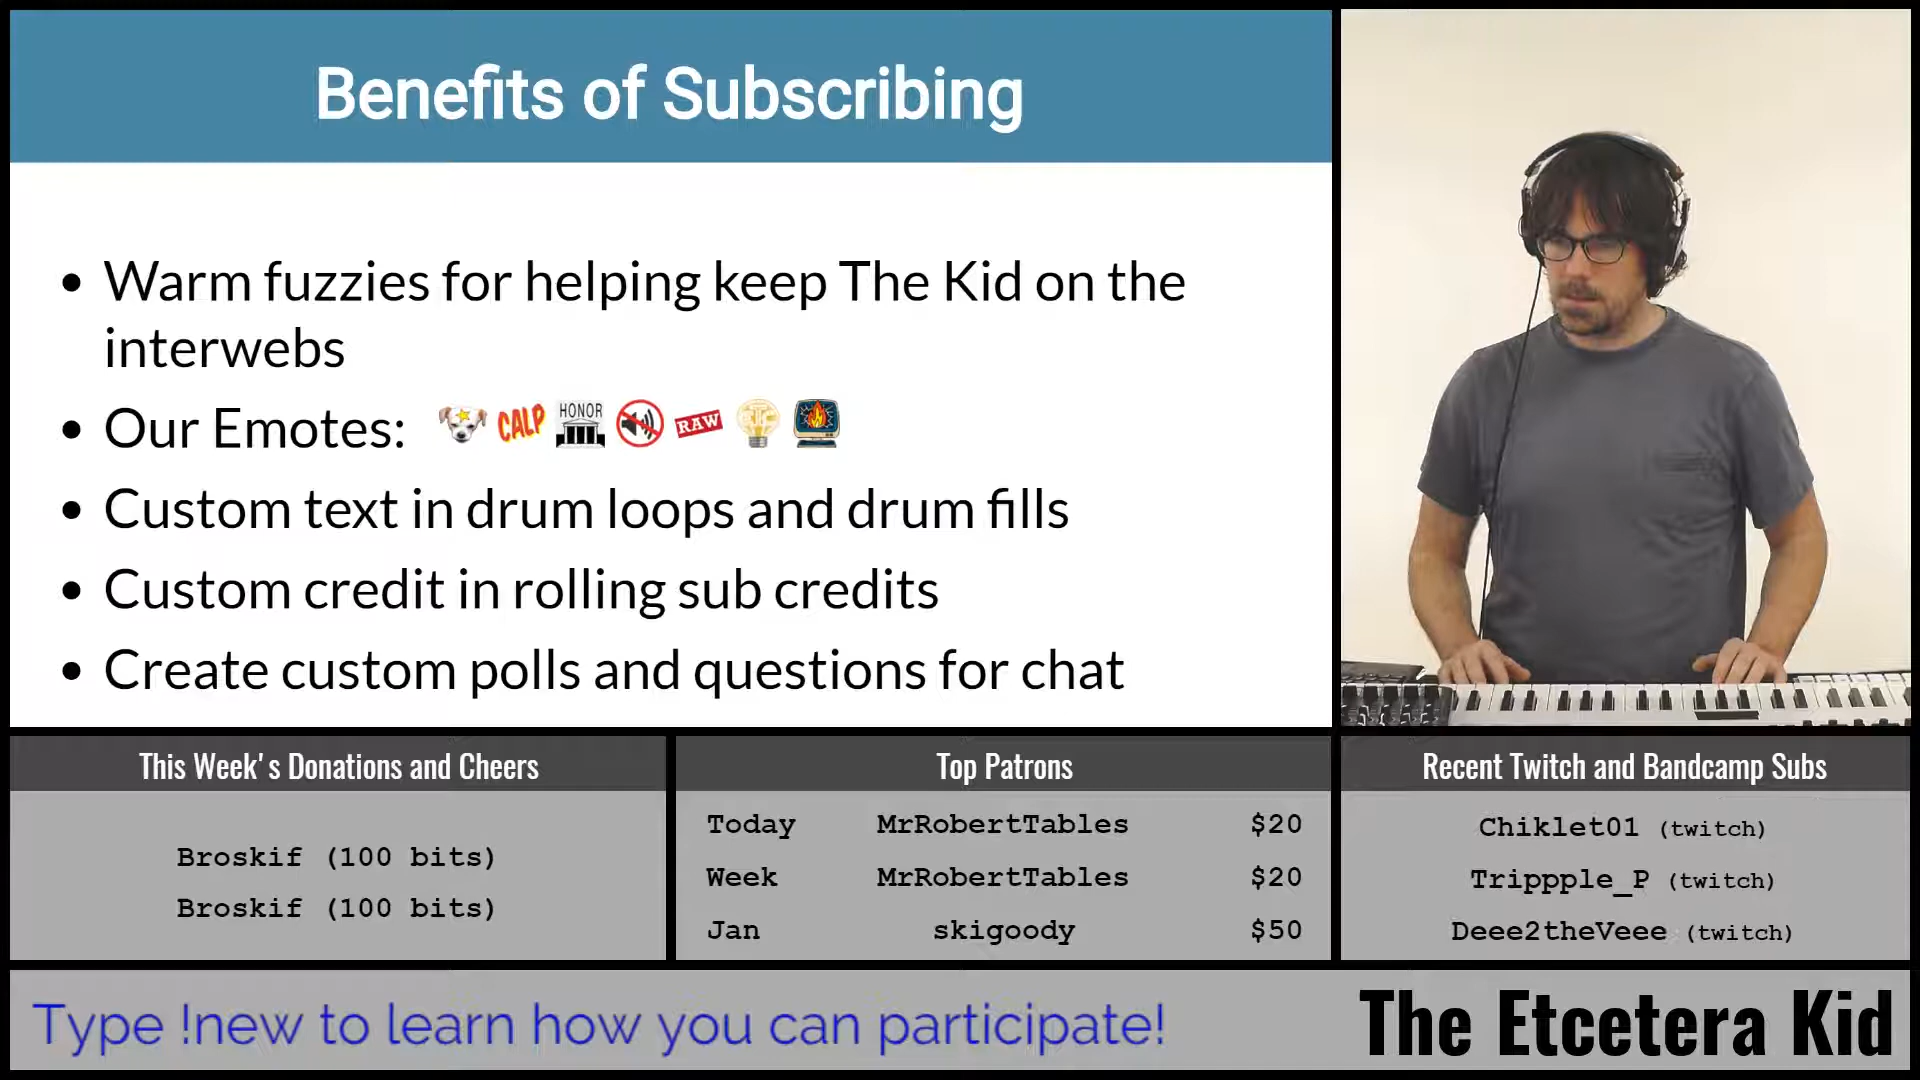 Benefits of Subscribing
Warm fuzzies for helping keep The Kid on the
interwebs
Our Emotes: CALP HONOR RAW
Custom text in drum loops and drum fills
Custom credit in rolling sub credits
Create custom polls and questions for chat
This Week's Donations and Cheers
Broskif (100 bits)
Broskif (100 bits)
Top Patrons
Today MrRobertTables $20
Week MrRobertTables $20
Jan skigoody $50
Recent Twitch and Bandcamp Subs
Chiklet01 (twitch)
Trippple_P (twitch)
Deee2theVeee (twitch)
Type !new to learn how you can participate!
The Etcetera Kid